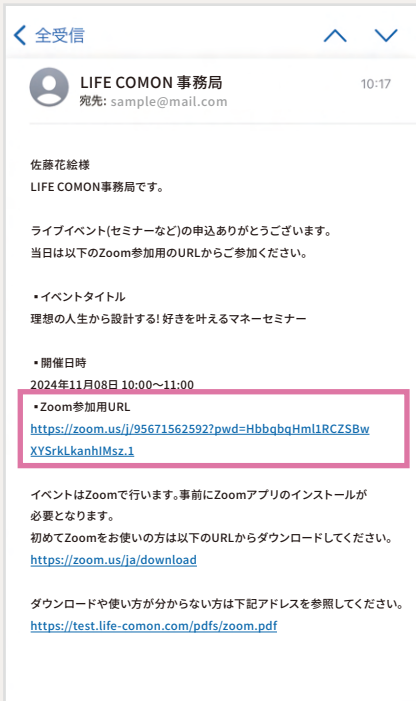 全受信
LIFE COMON 事務局
10:17
宛先: sample@mail.com
佐藤花絵様
LIFE COMON事務局です。
ライブイベント(セミナーなど)の申込ありがとうございます。
当日は以下のZoom参加用のURLからご参加ください。
▪イベントタイトル
理想の人生から設計する! 好きを叶えるマネーセミナー
▪開催日時
2024年11月08日 10:00〜11:00
▪Zoom参加用URL
https://zoom.us/j/95671562592?pwd=HbbqbqHml1RCZSBw
XYSrkLkanhIMsz.1
イベントはZoomで行います。事前にZoomアプリのインストールが
必要となります。
初めてZoomをお使いの方は以下のURLからダウンロードしてください。
https://zoom.us/ja/download
ダウンロードや使い方が分からない方は下記アドレスを参照してください。
https://test.life-comon.com/pdfs/zoom.pdf